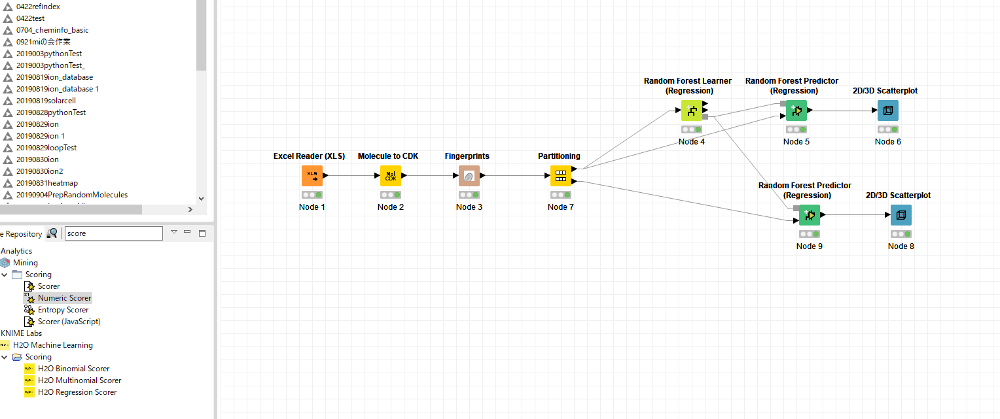 0422refindex
0422test
0704_cheminfo_basic
0921miの会作業
2019003pythonTest
2019003pythonTest_
20190819ion_database
20190819ion_database 1
20190819solarcell
20190828pythonTest
20190829ion
20190829ion 1
20190829loopTest
20190830ion
20190830ion2
20190831heatmap
20190904PrepRandomMolecules
e Repository
score
Analytics
Mining
Scoring
Scorer
Numeric Scorer
Entropy Scorer
Scorer (JavaScript)
KNIME Labs
H2O Machine Learning
Scoring
H2O Binomial Scorer
H2O Multinomial Scorer
H2O Regression Scorer
Random Forest Learner
(Regression)
Node 4
Random Forest Predictor
(Regression)
Node 5
2D/3D Scatterplot
Node 6
Excel Reader (XLS)
XLS
Node 1
Molecule to CDK
Mol
CDK
Node 2
Fingerprints
Node 3
Partitioning
Node 7
Random Forest Predictor
(Regression)
Node 9
2D/3D Scatterplot
Node 8